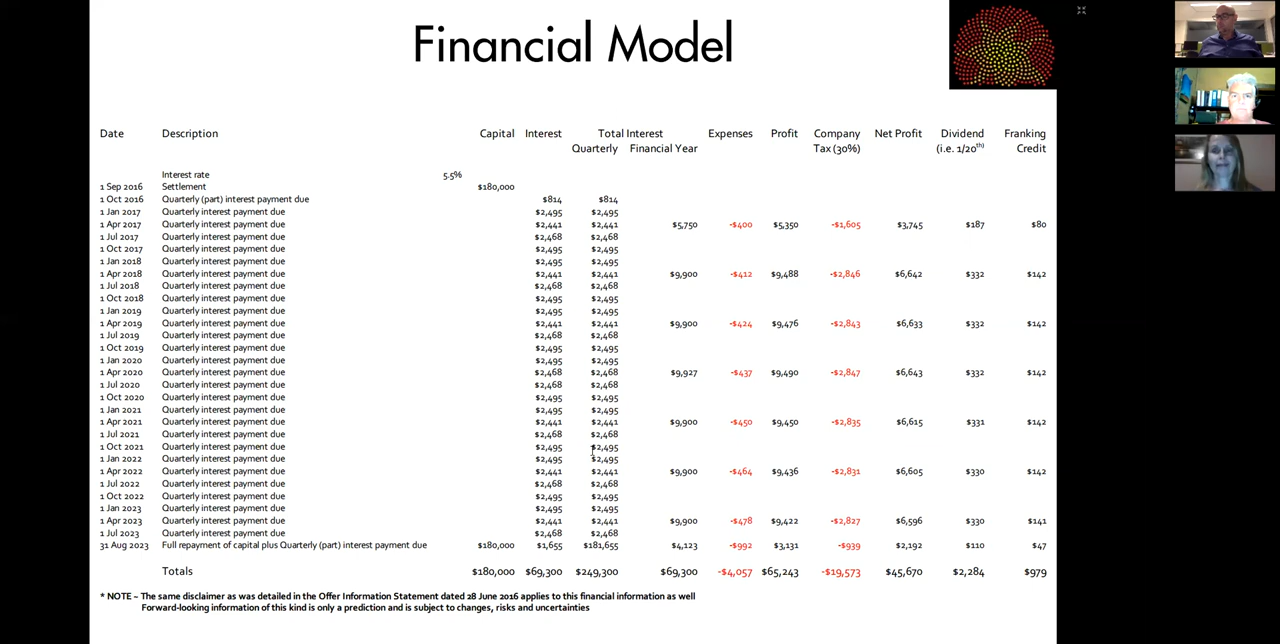 Financial Model
Date Description Capital Interest Total Interest Expenses Profit Company Net Profit Dividend Franking
Quarterly Financial Year Tax (30%) (i.e. 1/20th) Credit
Interest rate 5.5%
1 Sep 2016 Settlement $180,000
1 Oct 2016 Quarterly (part) interest payment due $814 $814
1 Jan 2017 Quarterly interest payment due $2,495 $2,495
1 Apr 2017 Quarterly interest payment due $2,441 $2,441 $5,750 -$400 $5,350 -$1,605 $3,745 $187 $80
1 Jul 2017 Quarterly interest payment due $2,468 $2,468
1 Oct 2017 Quarterly interest payment due $2,495 $2,495
1 Jan 2018 Quarterly interest payment due $2,495 $2,495
1 Apr 2018 Quarterly interest payment due $2,441 $2,441 $9,900 -$412 $9,488 -$2,846 $6,642 $332 $142
1 Jul 2018 Quarterly interest payment due $2,468 $2,468
1 Oct 2018 Quarterly interest payment due $2,495 $2,495
1 Jan 2019 Quarterly interest payment due $2,495 $2,495
1 Apr 2019 Quarterly interest payment due $2,441 $2,441 $9,900 -$424 $9,476 -$2,843 $6,633 $332 $142
1 Jul 2019 Quarterly interest payment due $2,468 $2,468
1 Oct 2019 Quarterly interest payment due $2,495 $2,495
1 Jan 2020 Quarterly interest payment due $2,495 $2,495
1 Apr 2020 Quarterly interest payment due $2,468 $2,468 $9,927 -$437 $9,490 -$2,847 $6,643 $332 $142
1 Jul 2020 Quarterly interest payment due $2,468 $2,468
1 Oct 2020 Quarterly interest payment due $2,495 $2,495
1 Jan 2021 Quarterly interest payment due $2,495 $2,495
1 Apr 2021 Quarterly interest payment due $2,441 $2,441 $9,900 -$450 $9,450 -$2,835 $6,615 $331 $142
1 Jul 2021 Quarterly interest payment due $2,468 $2,468
1 Oct 2021 Quarterly interest payment due $2,495 $2,495
1 Jan 2022 Quarterly interest payment due $2,495 $2,495
1 Apr 2022 Quarterly interest payment due $2,441 $2,441 $9,900 -$464 $9,436 -$2,831 $6,605 $330 $142
1 Jul 2022 Quarterly interest payment due $2,468 $2,468
1 Oct 2022 Quarterly interest payment due $2,495 $2,495
1 Jan 2023 Quarterly interest payment due $2,495 $2,495
1 Apr 2023 Quarterly interest payment due $2,441 $2,441 $9,900 -$478 $9,422 -$2,827 $6,596 $330 $141
1 Jul 2023 Quarterly interest payment due $2,468 $2,468
31 Aug 2023 Full repayment of capital plus Quarterly (part) interest payment due $180,000 $1,655 $181,655 $4,123 -$992 $3,131 -$939 $2,192 $110 $47
Totals $180,000 $69,300 $249,300 $69,300 -$4,057 $65,243 -$19,573 $45,670 $2,284 $979
* NOTE ~ The same disclaimer as was detailed in the Offer Information Statement dated 28 June 2016 applies to this financial information as well
Forward-looking information of this kind is only a prediction and is subject to changes, risks and uncertainties